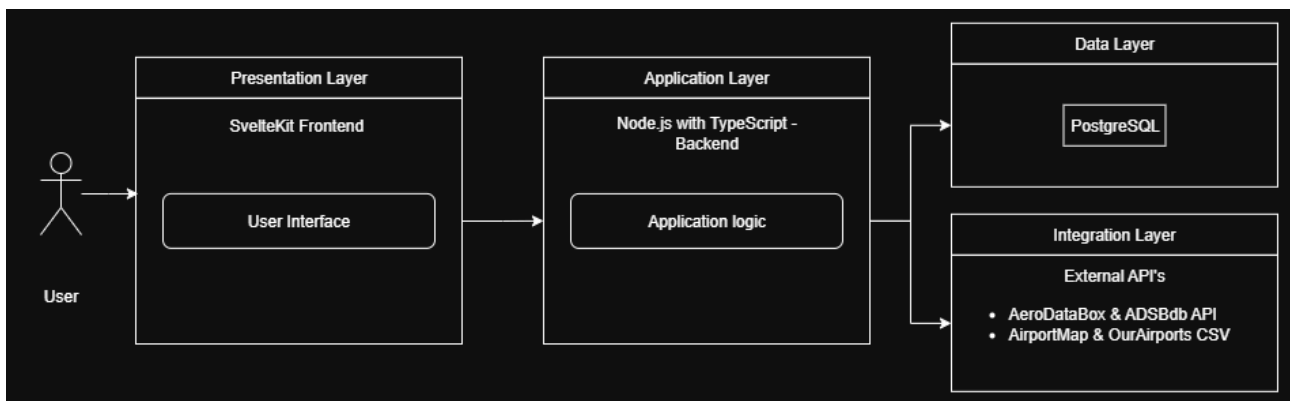 User
Presentation Layer
SvelteKit Frontend
User Interface
Application Layer
Node.js with TypeScript -
Backend
Application logic
Data Layer
PostgreSQL
Integration Layer
External API's
• AeroDataBox & ADSBdb API
• AirportMap & OurAirports CSV